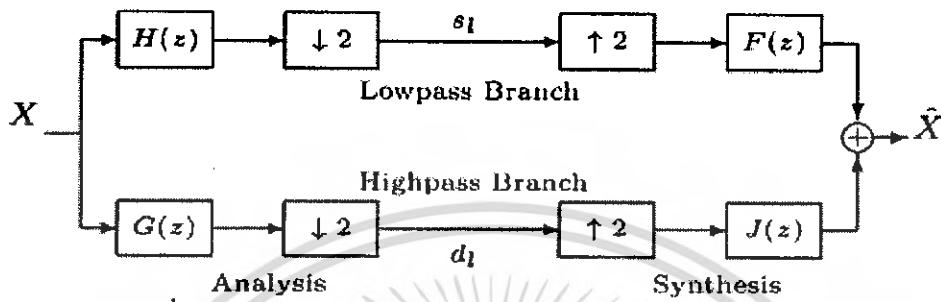 H(z) ↓ 2 s_l ↑ 2 F(z)
Lowpass Branch
X + X̂
Highpass Branch
G(z) ↓ 2 d_l ↑ 2 J(z)
Analysis Synthesis